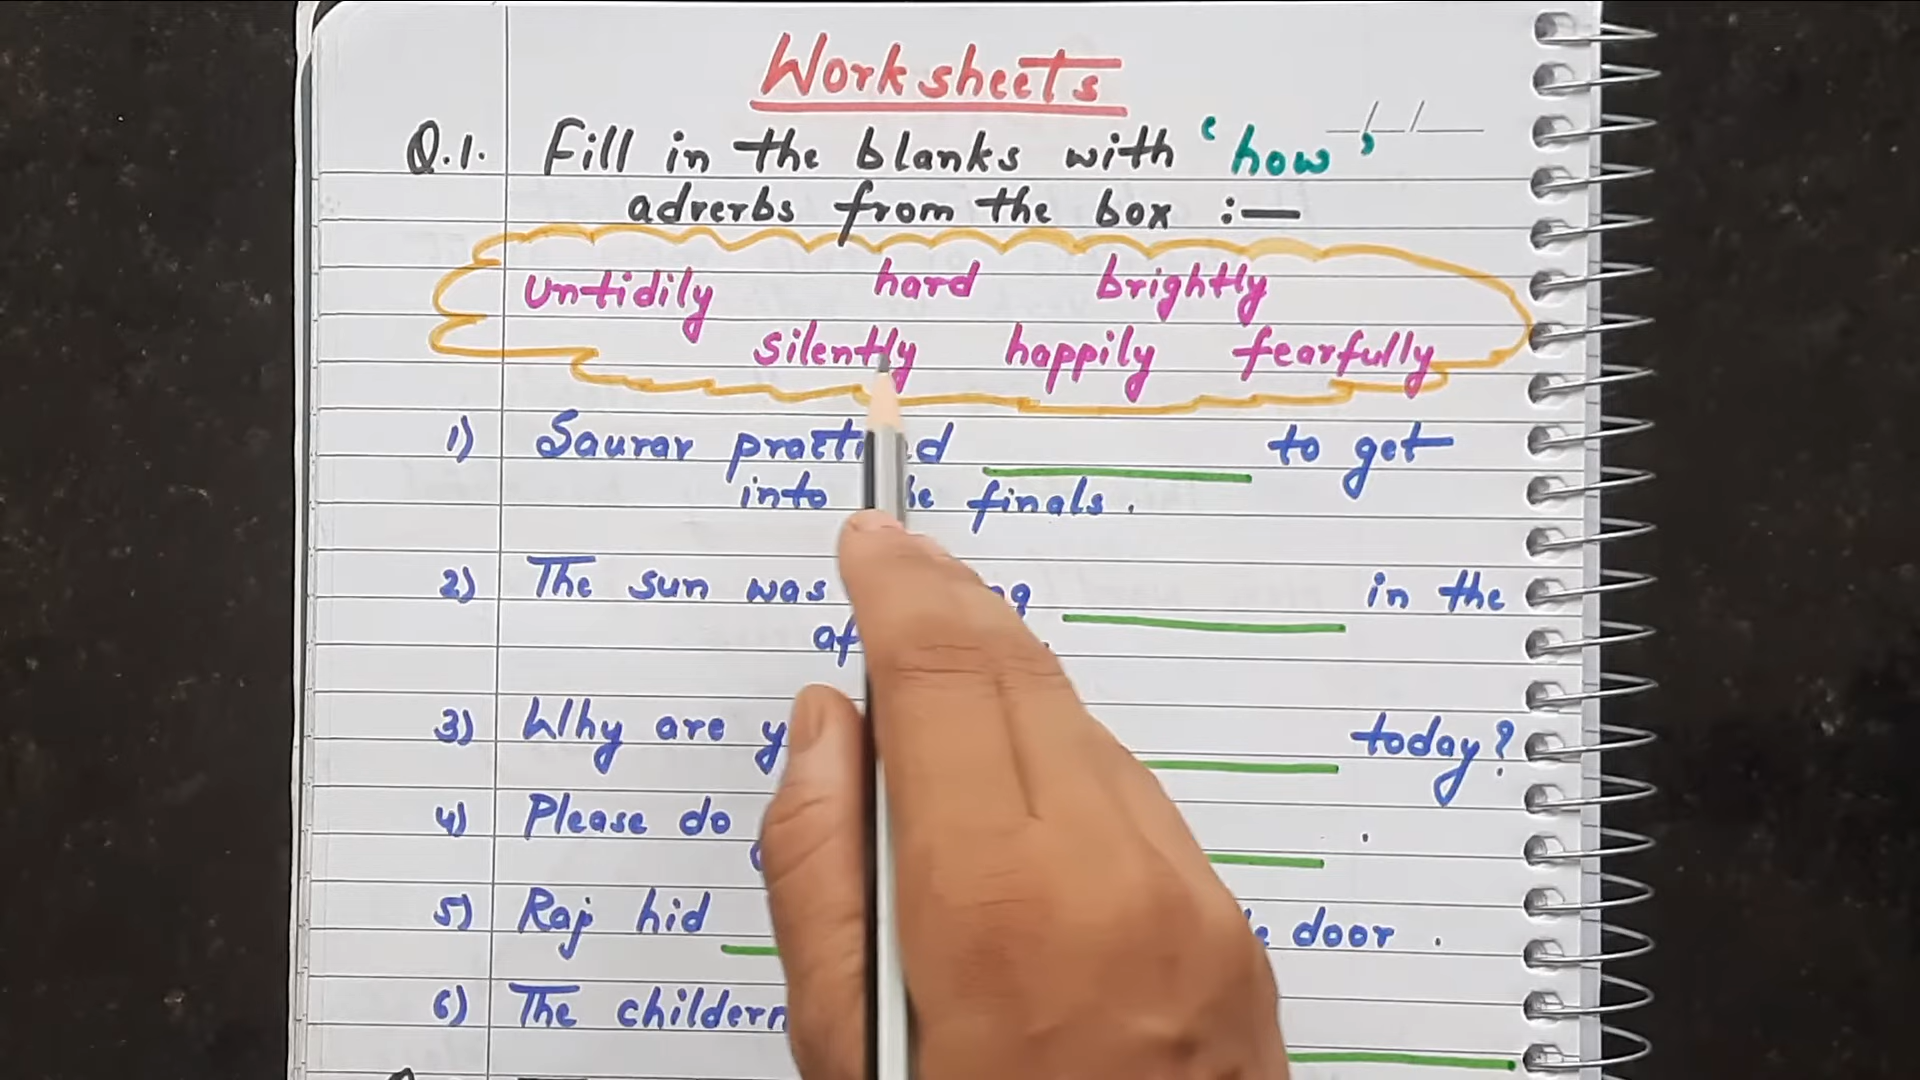 Worksheets
Q.1. Fill in the blanks with 'how'
adverbs from the box :—
untidily hard brightly
silently happily fearfully
1) Saurav to get
into finals .
2) The sun was in the
3) Why are today?
4) Please do .
5) Raj hid door .
6) The childern